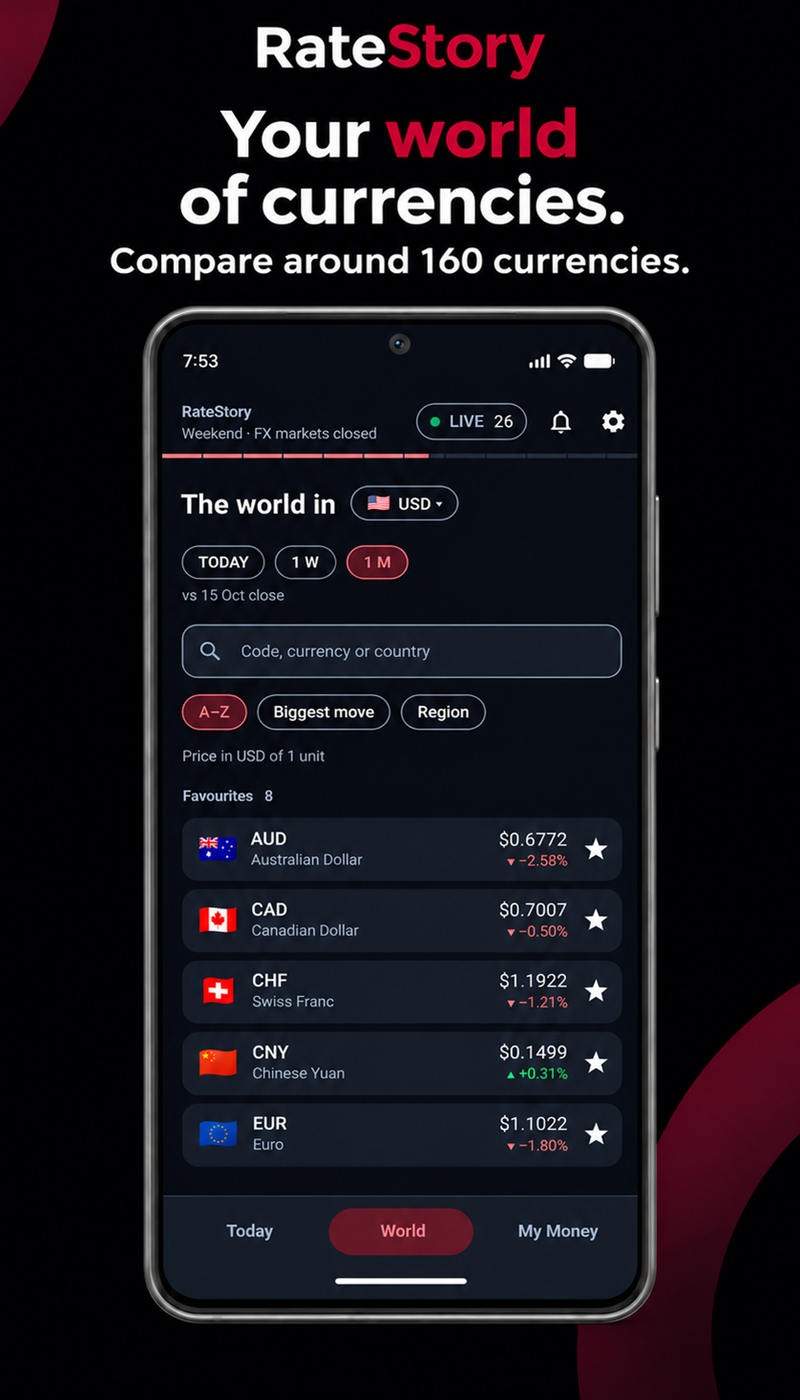 RateStory
Your world
of currencies.
Compare around 160 currencies.
7:53
RateStory
Weekend · FX markets closed
LIVE 26
The world in
USD
TODAY
1 W
1 M
vs 15 Oct close
Code, currency or country
A–Z
Biggest move
Region
Price in USD of 1 unit
Favourites 8
AUD
Australian Dollar
$0.6772
▼ −2.58%
CAD
Canadian Dollar
$0.7007
▼ −0.50%
CHF
Swiss Franc
$1.1922
▼ −1.21%
CNY
Chinese Yuan
$0.1499
▲ +0.31%
EUR
Euro
$1.1022
▼ −1.80%
Today
World
My Money